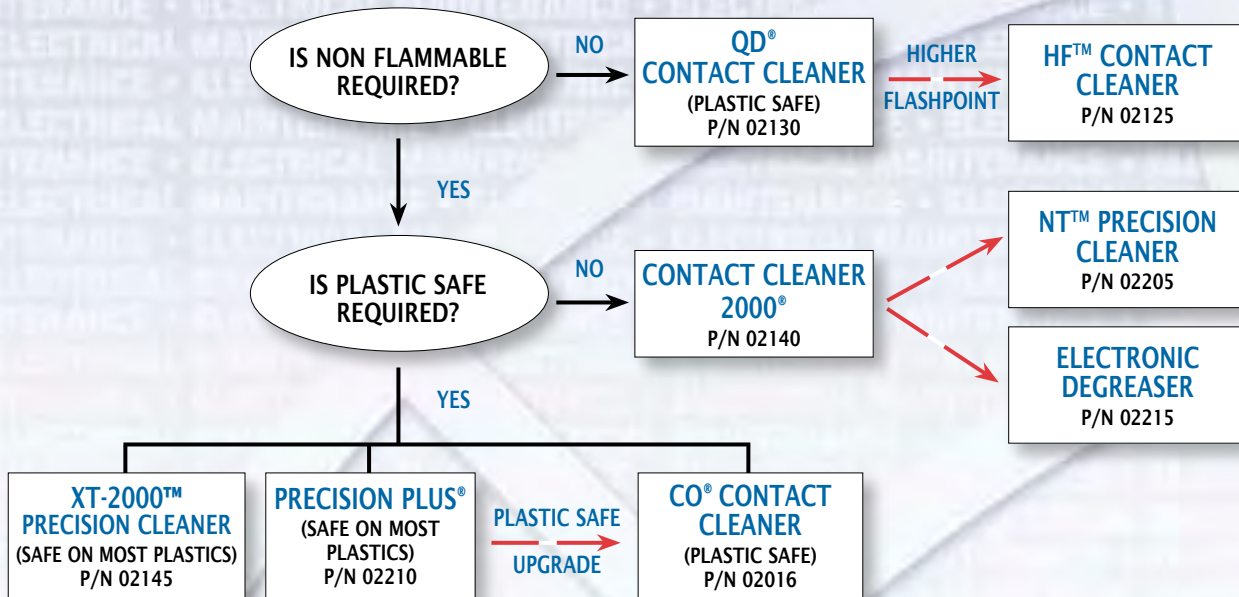 IS NON FLAMMABLE
REQUIRED?
NO
QD®
CONTACT CLEANER
(PLASTIC SAFE)
P/N 02130
HIGHER
FLASHPOINT
HF™ CONTACT
CLEANER
P/N 02125
YES
IS PLASTIC SAFE
REQUIRED?
NO
CONTACT CLEANER
2000®
P/N 02140
NT™ PRECISION
CLEANER
P/N 02205
ELECTRONIC
DEGREASER
P/N 02215
YES
XT-2000™
PRECISION CLEANER
(SAFE ON MOST PLASTICS)
P/N 02145
PRECISION PLUS®
(SAFE ON MOST
PLASTICS)
P/N 02210
PLASTIC SAFE
UPGRADE
CO® CONTACT
CLEANER
(PLASTIC SAFE)
P/N 02016